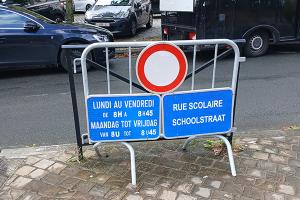 LUNDI AU VENDREDI
DE 8H À 8H45
MAANDAG TOT VRIJDAG
VAN 8U TOT 8U45
RUE SCOLAIRE
SCHOOLSTRAAT